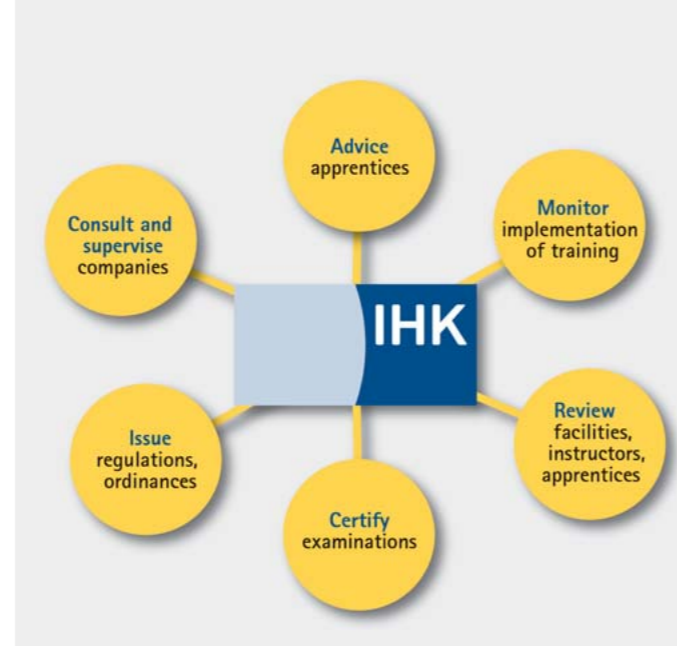 Advice
apprentices
Consult and
supervise
companies
Monitor
implementation
of training
IHK
Issue
regulations,
ordinances
Review
facilities,
instructors,
apprentices
Certify
examinations